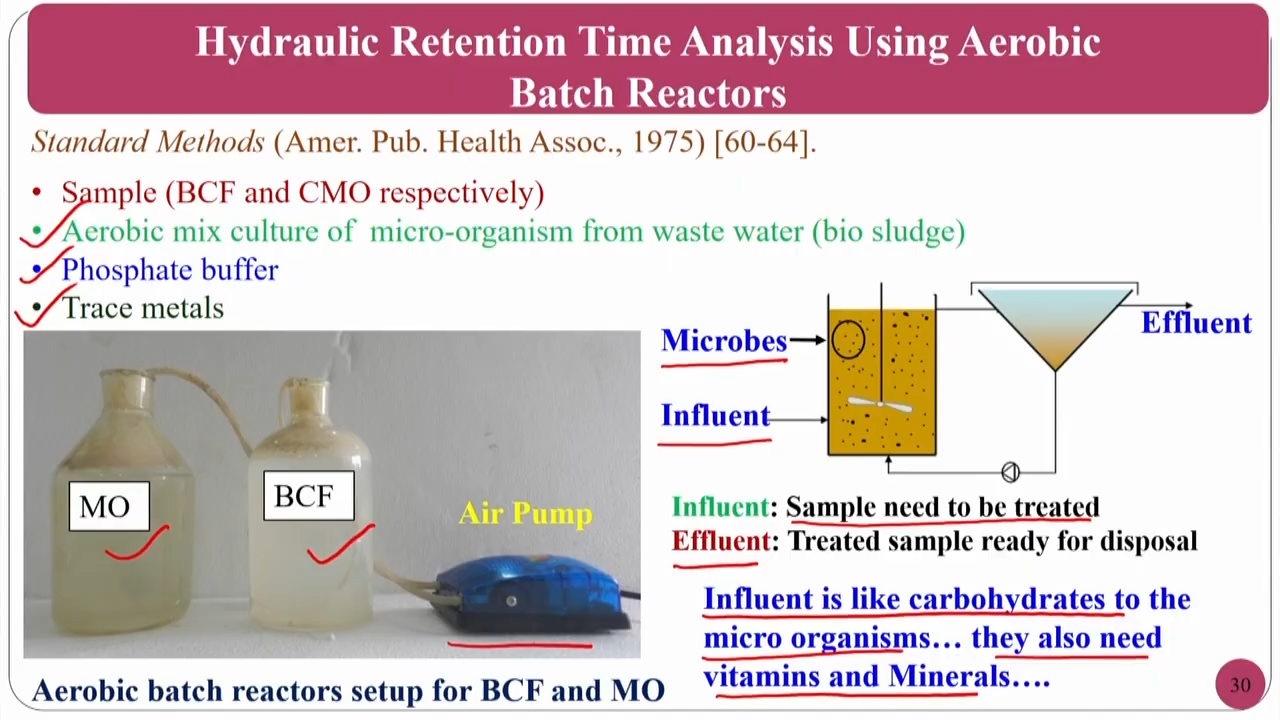 Hydraulic Retention Time Analysis Using Aerobic
Batch Reactors
Standard Methods (Amer. Pub. Health Assoc., 1975) [60-64].
• Sample (BCF and CMO respectively)
• Aerobic mix culture of micro-organism from waste water (bio sludge)
• Phosphate buffer
• Trace metals
MO
BCF
Air Pump
Aerobic batch reactors setup for BCF and MO
Microbes
Influent
Effluent
Influent: Sample need to be treated
Effluent: Treated sample ready for disposal
Influent is like carbohydrates to the
micro organisms… they also need
vitamins and Minerals….
30